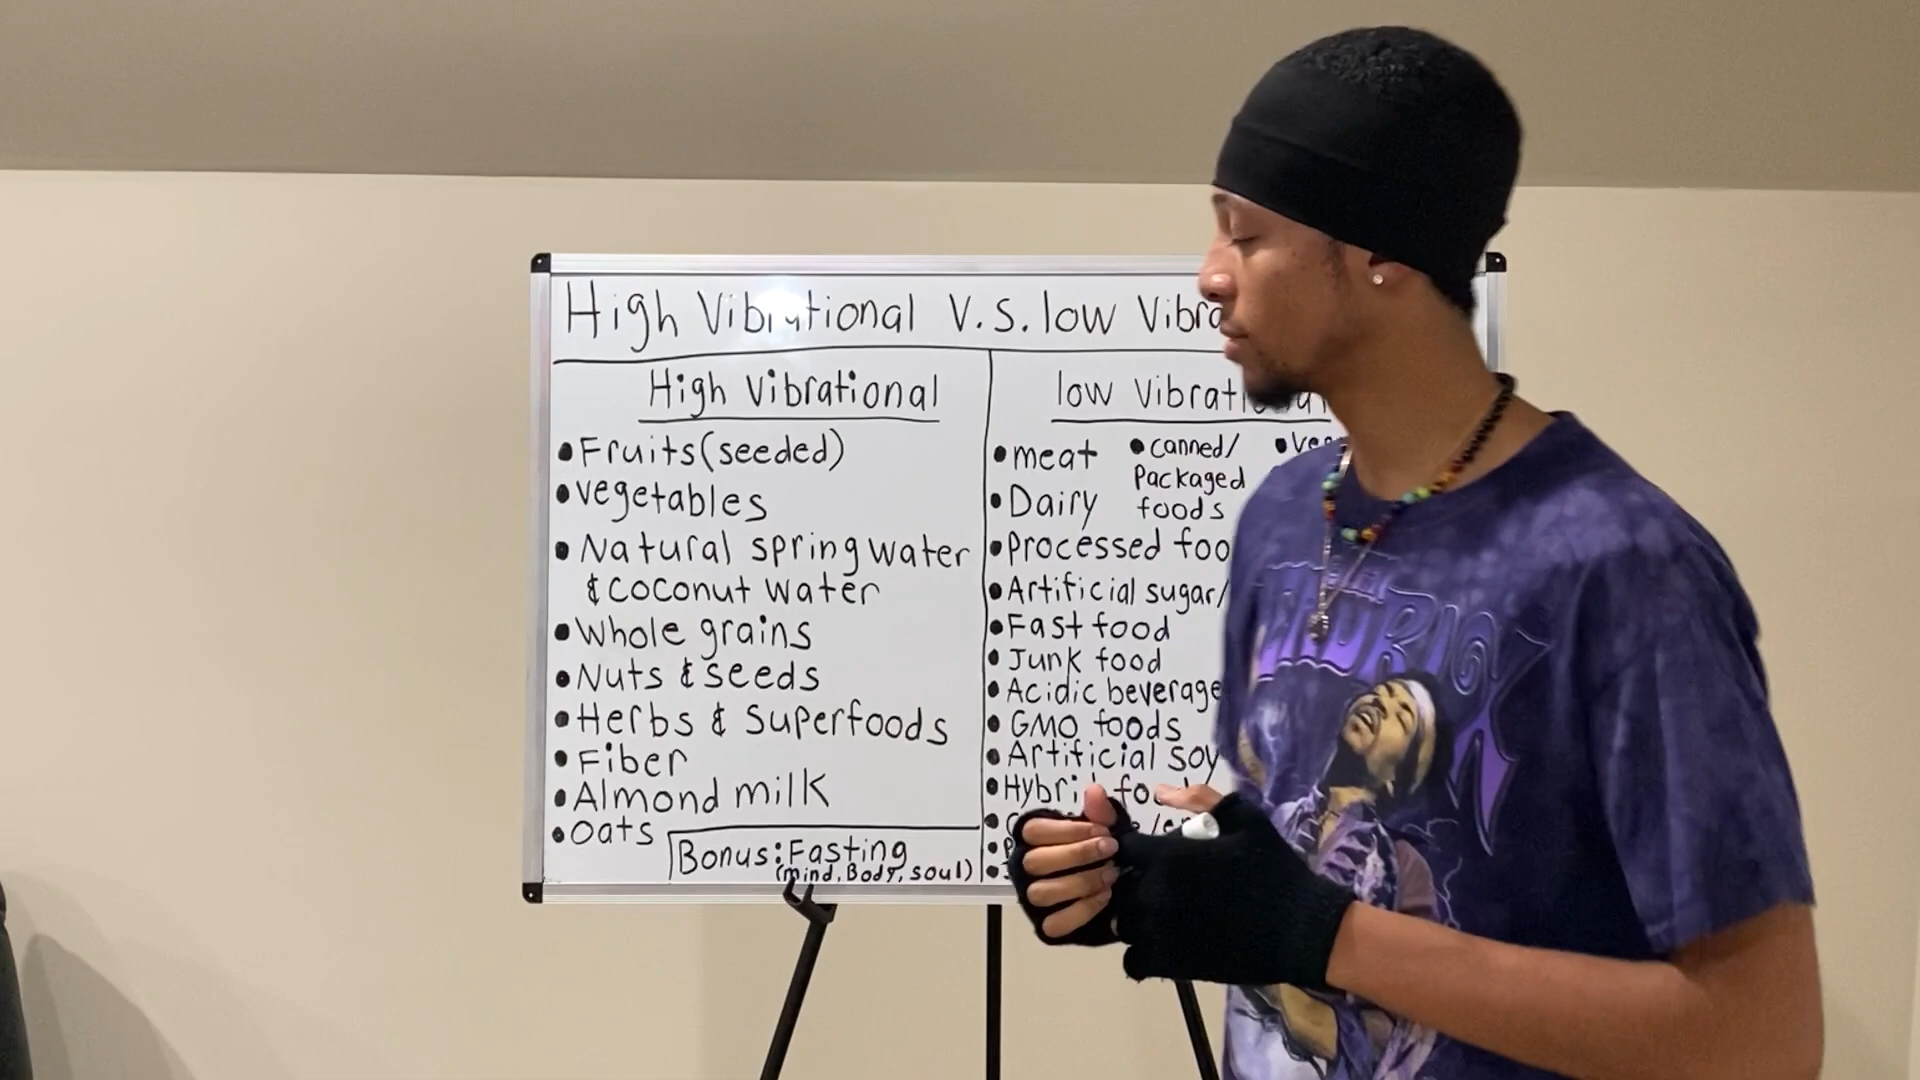 High Vibrational V.S. low Vibra
High Vibrational
•Fruits(seeded)
•vegetables
•Natural spring water
& coconut water
•Whole grains
•Nuts & seeds
•Herbs & Superfoods
•Fiber
•Almond milk
•oats
Bonus: Fasting
(mind, Body, soul)
low Vibrational
•meat
•canned/
Packaged
foods
•Dairy
•Processed foo
•Artificial sugar/
•Fast food
•Junk food
•Acidic beverage
•GMO foods
•Artificial soy